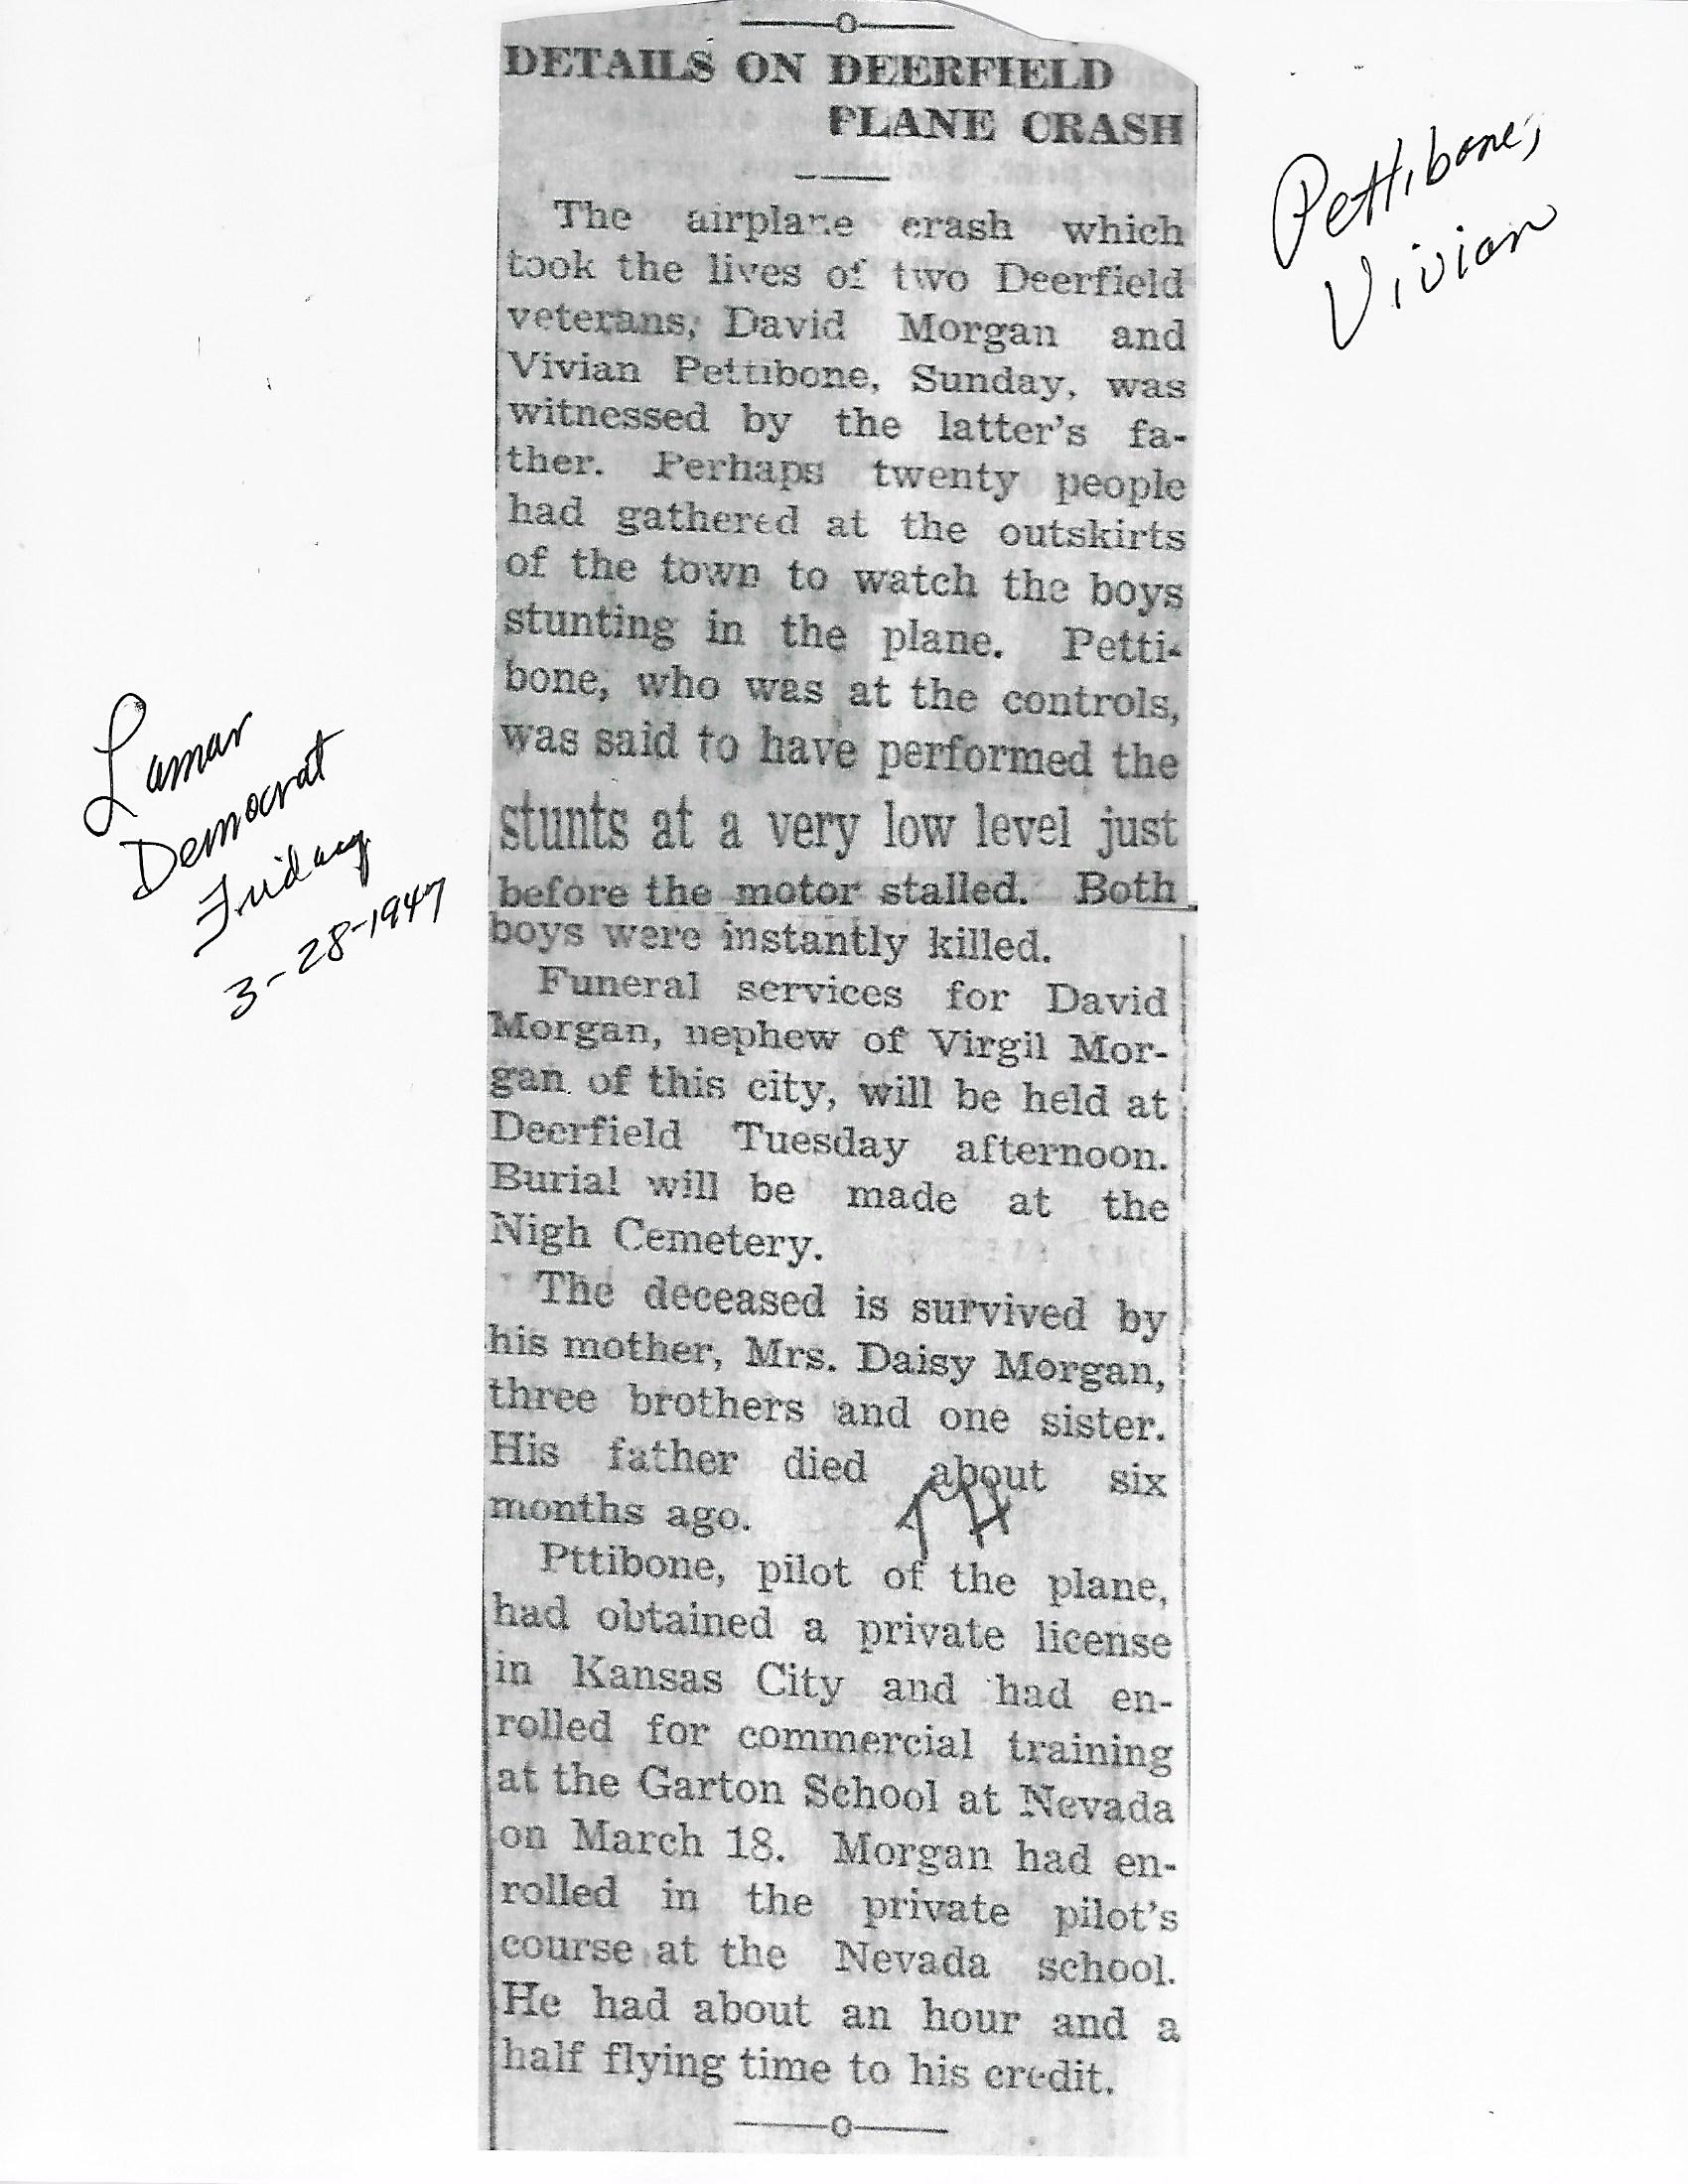 DETAILS ON DEERFIELD
PLANE CRASH
The airplane crash which
took the lives of two Deerfield
veterans, David Morgan and
Vivian Pettibone, Sunday, was
witnessed by the latter's fa-
ther. Perhaps twenty people
had gathered at the outskirts
of the town to watch the boys
stunting in the plane. Petti-
bone, who was at the controls,
was said to have performed the
stunts at a very low level just
before the motor stalled. Both
boys were instantly killed.
Funeral services for David
Morgan, nephew of Virgil Mor-
gan of this city, will be held at
Deerfield Tuesday afternoon.
Burial will be made at the
Nigh Cemetery.
The deceased is survived by
his mother, Mrs. Daisy Morgan,
three brothers and one sister.
His father died about six
months ago.
Pttibone, pilot of the plane,
had obtained a private license
in Kansas City and had en-
rolled for commercial training
at the Garton School at Nevada
on March 18. Morgan had en-
rolled in the private pilot's
course at the Nevada school.
He had about an hour and a
half flying time to his credit.
Pettibone,
Vivian
Lamar
Democrat
Friday
3-28-1947